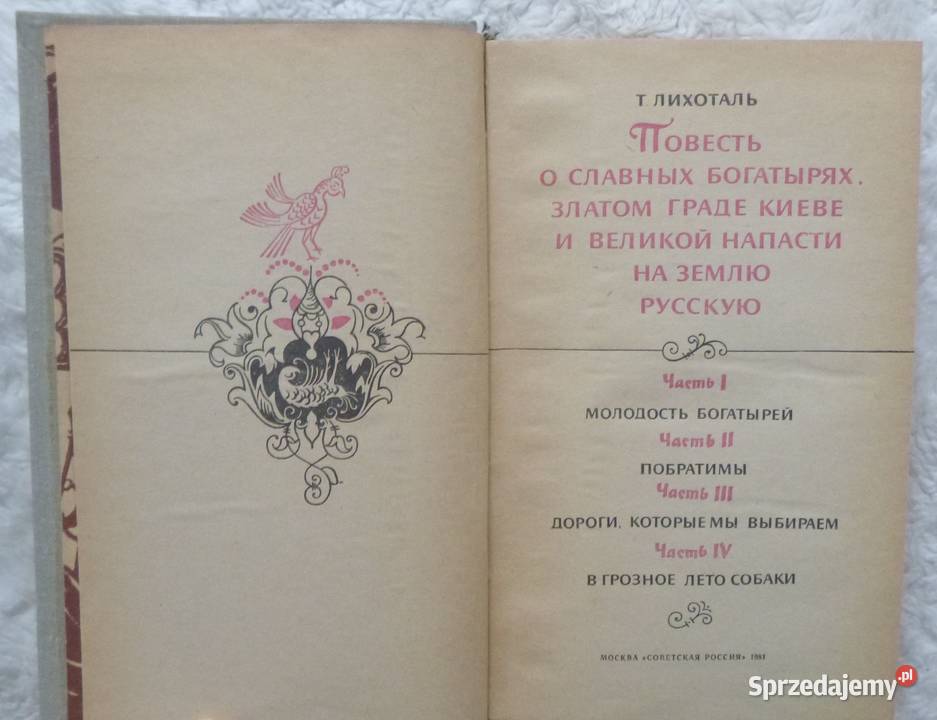 Т. ЛИХОТАЛЬ
ПОВЕСТЬ
О СЛАВНЫХ БОГАТЫРЯХ,
ЗЛАТОМ ГРАДЕ КИЕВЕ
И ВЕЛИКОЙ НАПАСТИ
НА ЗЕМЛЮ
РУССКУЮ
Часть I
МОЛОДОСТЬ БОГАТЫРЕЙ
Часть II
ПОБРАТИМЫ
Часть III
ДОРОГИ, КОТОРЫЕ МЫ ВЫБИРАЕМ
Часть IV
В ГРОЗНОЕ ЛЕТО СОБАКИ
МОСКВА «СОВЕТСКАЯ РОССИЯ» 1981
Sprzedajemy.pl